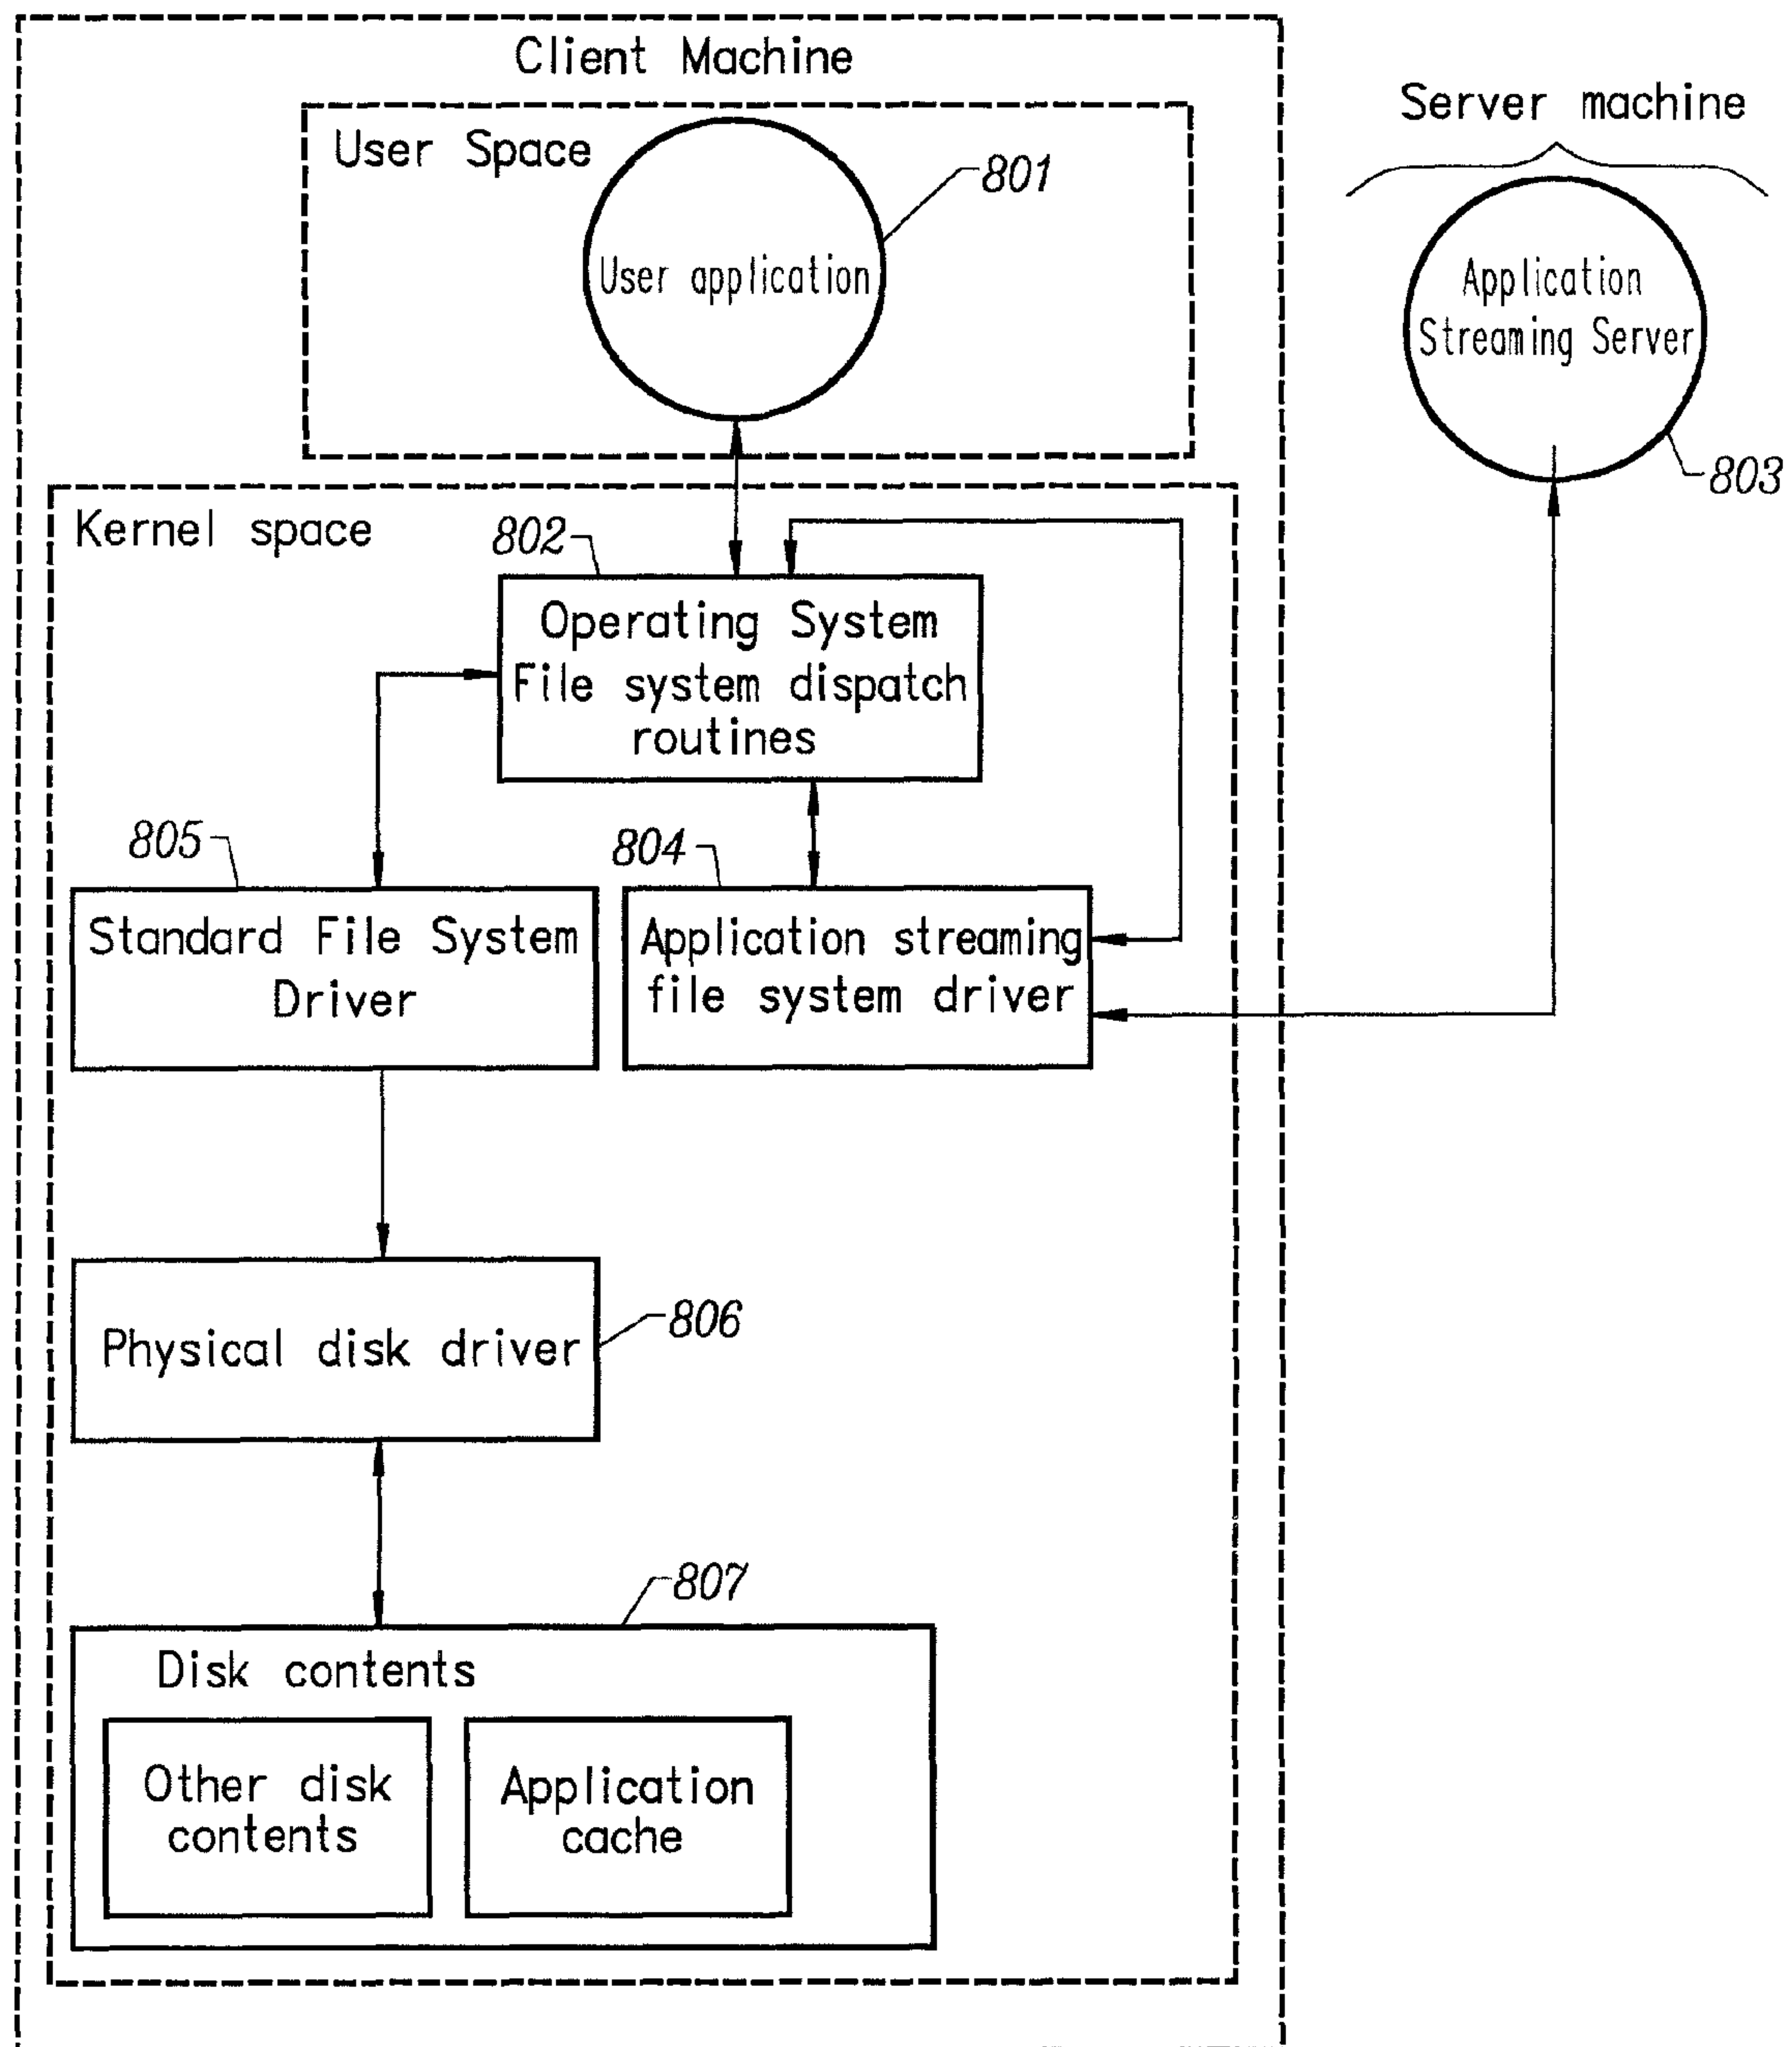 Client Machine
User Space
801
User application
Server machine
Application
Streaming Server
803
Kernel space
802
Operating System
File system dispatch
routines
805
804
Standard File System
Driver
Application streaming
file system driver
Physical disk driver
806
807
Disk contents
Other disk
contents
Application
cache